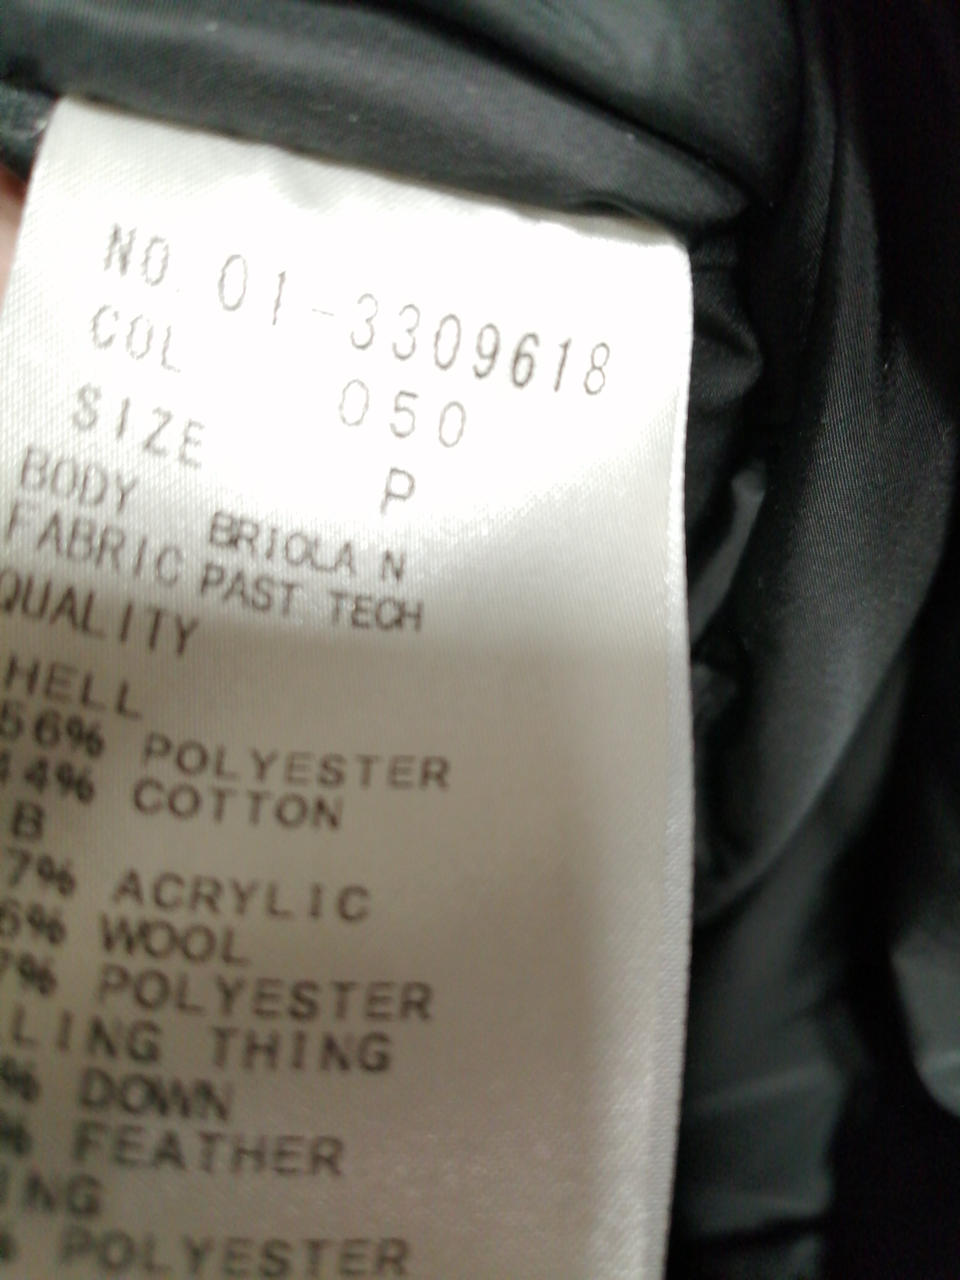 NO 01-3309618
COL 050
SIZE P
BODY BRIOLA N
FABRIC PAST TECH
QUALITY
HELL
56% POLYESTER
44% COTTON
B
7% ACRYLIC
6% WOOL
7% POLYESTER
LLING THING
% DOWN
% FEATHER
ING
% POLYESTER